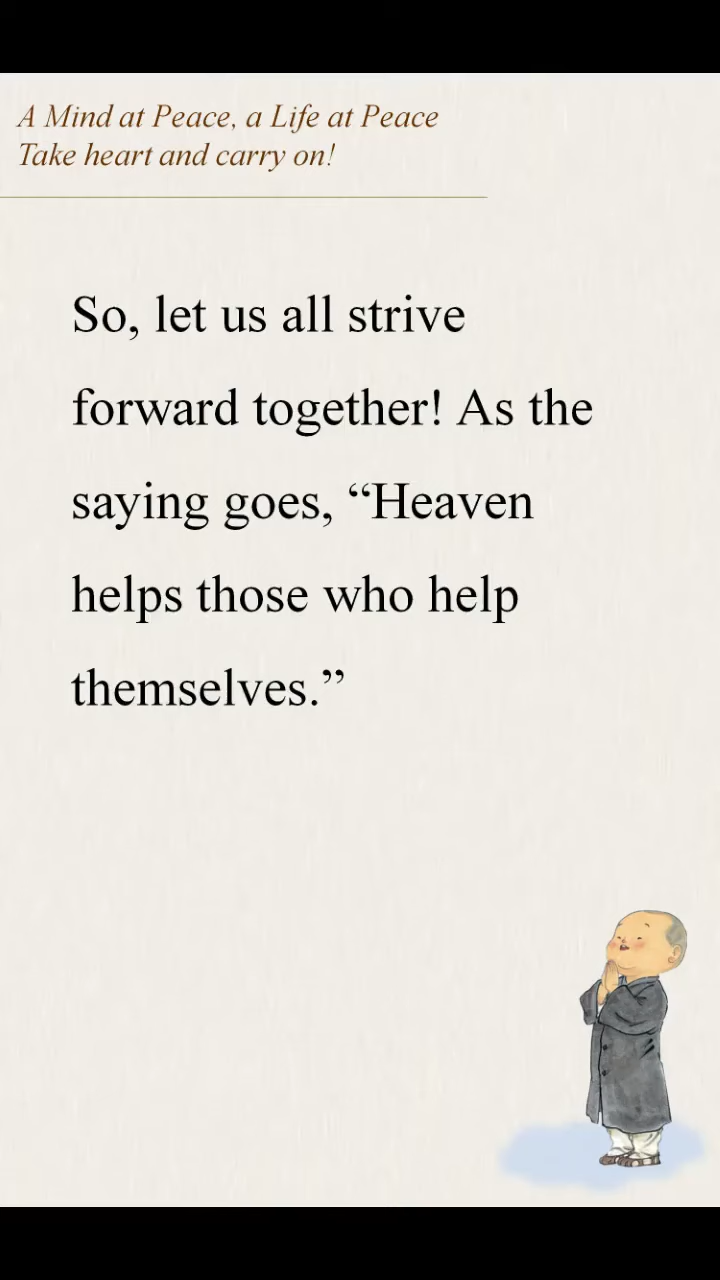 A Mind at Peace, a Life at Peace
Take heart and carry on!
So, let us all strive
forward together! As the
saying goes, “Heaven
helps those who help
themselves.”